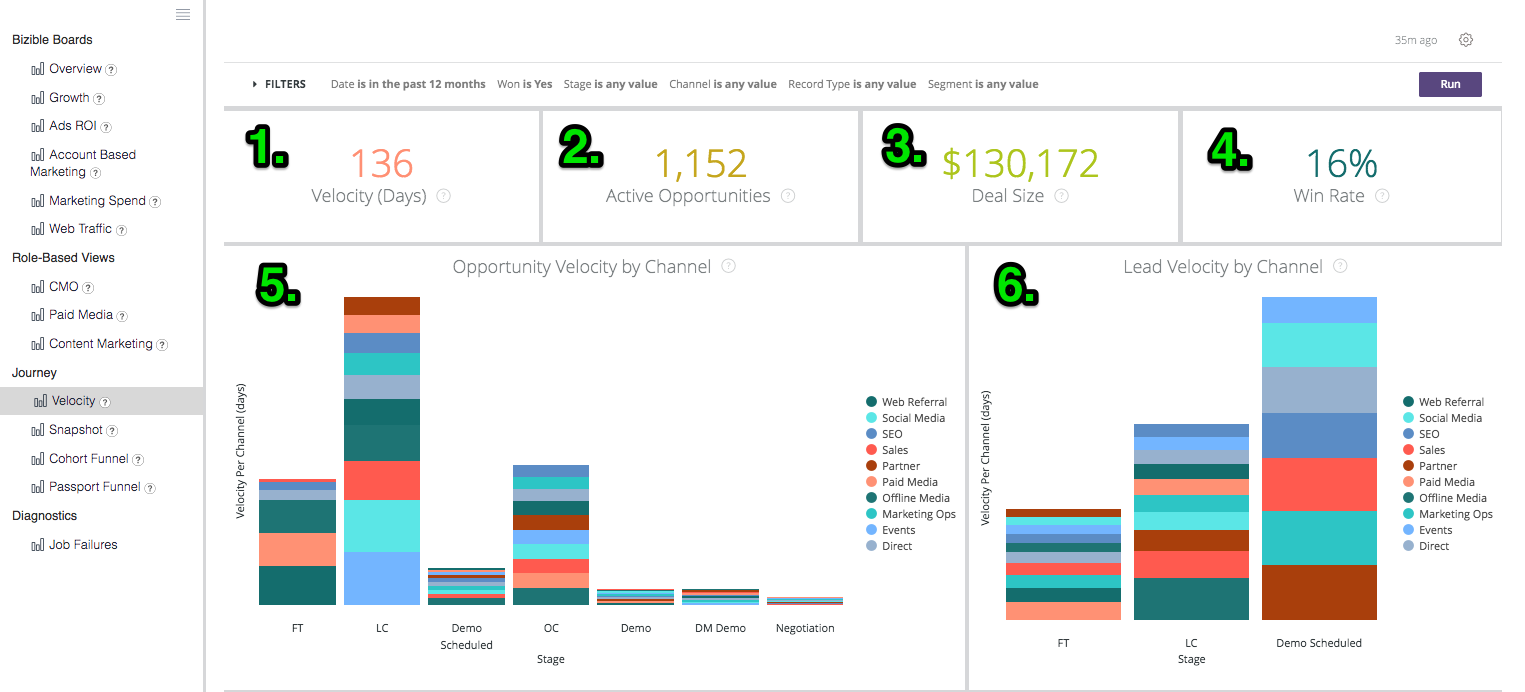 Bizible Boards
Overview ?
Growth ?
Ads ROI ?
Account Based
Marketing ?
Marketing Spend ?
Web Traffic ?
Role-Based Views
CMO ?
Paid Media ?
Content Marketing ?
Journey
Velocity ?
Snapshot ?
Cohort Funnel ?
Passport Funnel ?
Diagnostics
Job Failures
35m ago
FILTERS Date is in the past 12 months Won is Yes Stage is any value Channel is any value Record Type is any value Segment is any value
Run
1.
136
Velocity (Days) ?
2.
1,152
Active Opportunities ?
3.
$130,172
Deal Size ?
4.
16%
Win Rate ?
5.
Opportunity Velocity by Channel ?
Velocity Per Channel (days)
FT
LC
Demo
Scheduled
OC
Demo
DM Demo
Negotiation
Stage
Web Referral
Social Media
SEO
Sales
Partner
Paid Media
Offline Media
Marketing Ops
Events
Direct
6.
Lead Velocity by Channel ?
Velocity Per Channel (days)
FT
LC
Demo Scheduled
Stage
Web Referral
Social Media
SEO
Sales
Partner
Paid Media
Offline Media
Marketing Ops
Events
Direct